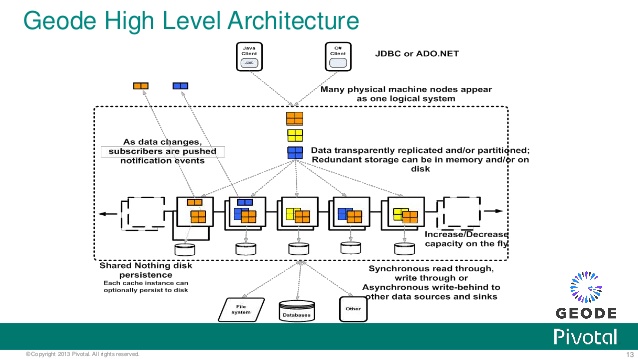 Geode High Level Architecture
Java
Client
JDBC
C#
Client
JDBC or ADO.NET
Many physical machine nodes appear
as one logical system
As data changes,
subscribers are pushed
notification events
Data transparently replicated and/or partitioned;
Redundant storage can be in memory and/or on
disk
Increase/Decrease
capacity on the fly
Shared Nothing disk
persistence
Each cache instance can
optionally persist to disk
Synchronous read through,
write through or
Asynchronous write-behind to
other data sources and sinks
File
system
Databases
Other
GEODE
Pivotal
©Copyright 2013 Pivotal. All rights reserved.
13